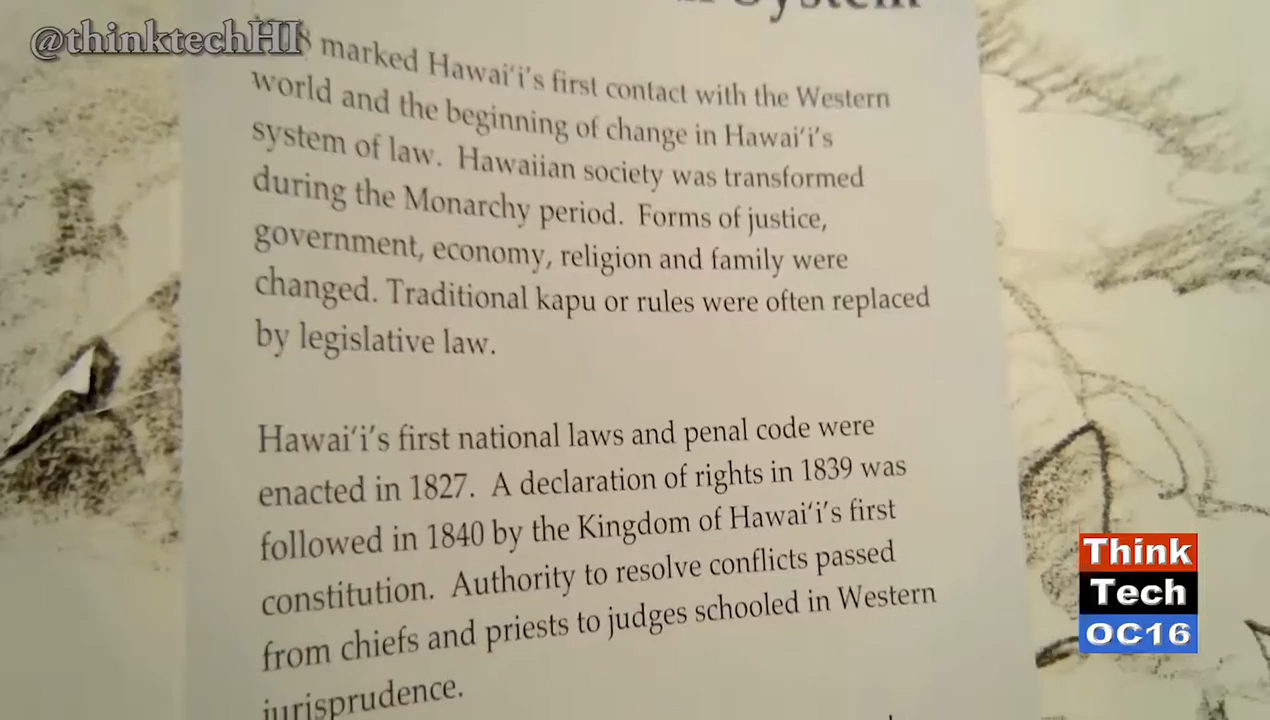 System
@thinktechHI
8 marked Hawai‘i’s first contact with the Western
world and the beginning of change in Hawai‘i’s
system of law. Hawaiian society was transformed
during the Monarchy period. Forms of justice,
government, economy, religion and family were
changed. Traditional kapu or rules were often replaced
by legislative law.
Hawai‘i’s first national laws and penal code were
enacted in 1827. A declaration of rights in 1839 was
followed in 1840 by the Kingdom of Hawai‘i’s first
constitution. Authority to resolve conflicts passed
from chiefs and priests to judges schooled in Western
jurisprudence.
Think
Tech
OC16